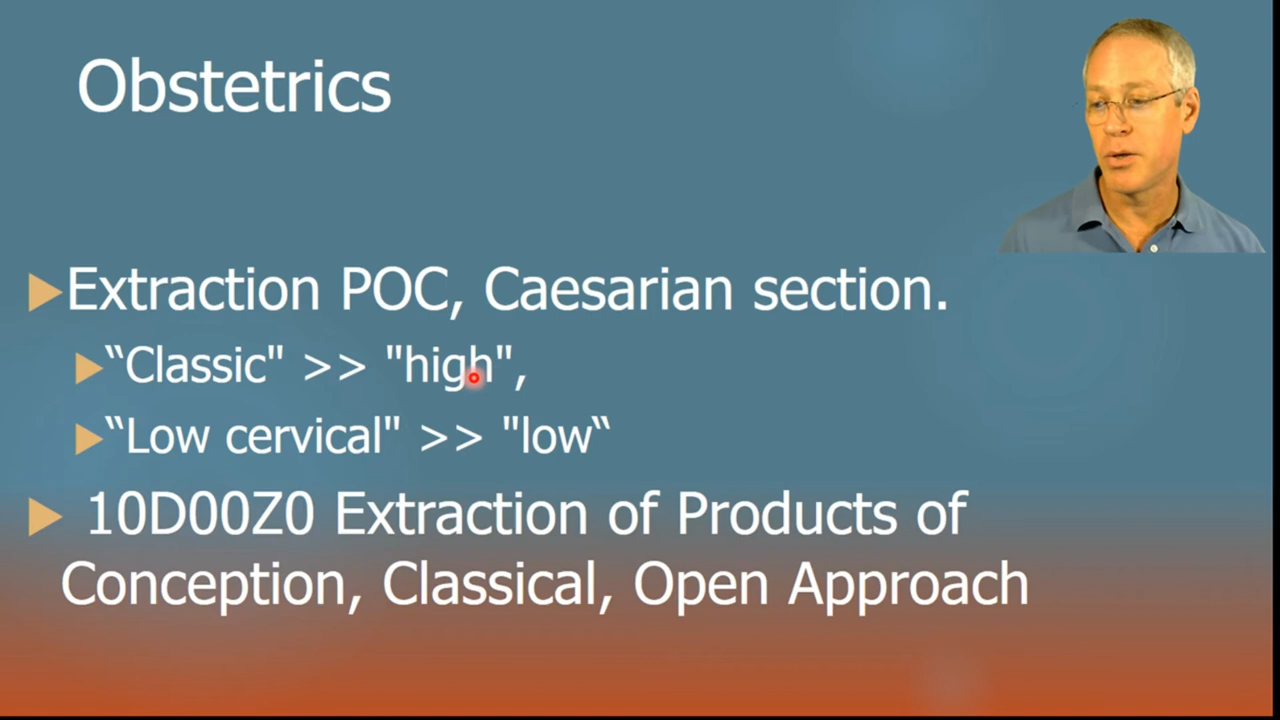 Obstetrics
Extraction POC, Caesarian section.
“Classic" >> "high",
“Low cervical" >> "low“
10D00Z0 Extraction of Products of
Conception, Classical, Open Approach